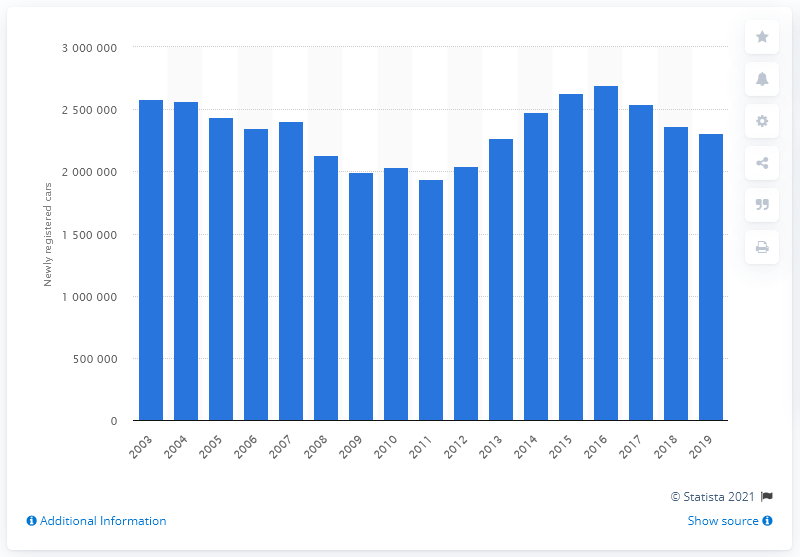 3 000 000
2 500 000
2 000 000
1 500 000
1 000 000
500 000
0
Newly registered cars
2003 2004 2005 2006 2007 2008 2009 2010 2011 2012 2013 2014 2015 2016 2017 2018 2019
© Statista 2021
Additional Information
Show source